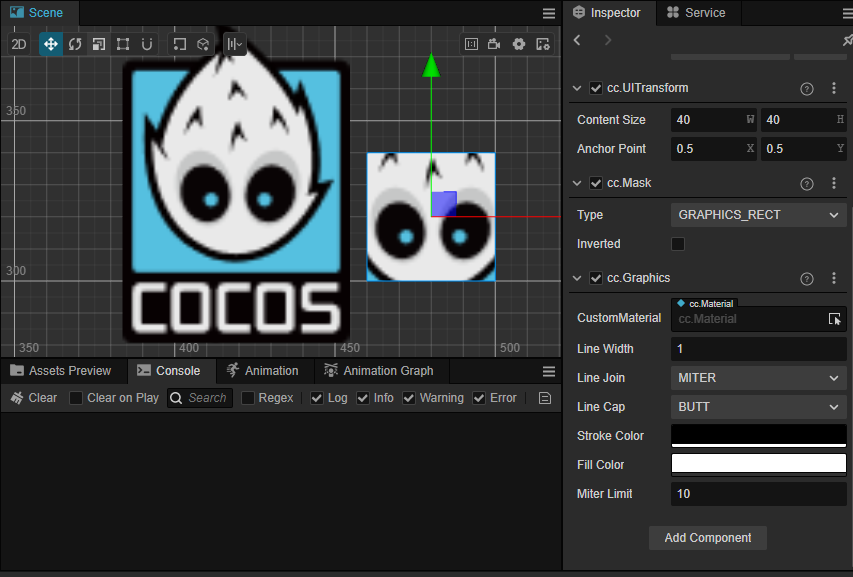 Scene
2D
350
300
COCOS
350
400
450
500
Assets Preview
Console
Animation
Animation Graph
Clear
Clear on Play
Search
Regex
Log
Info
Warning
Error
Inspector
Service
cc.UITransform
Content Size
40 W
40 H
Anchor Point
0.5 X
0.5 Y
cc.Mask
Type
GRAPHICS_RECT
Inverted
cc.Graphics
CustomMaterial
cc.Material
cc.Material
Line Width
1
Line Join
MITER
Line Cap
BUTT
Stroke Color
Fill Color
Miter Limit
10
Add Component